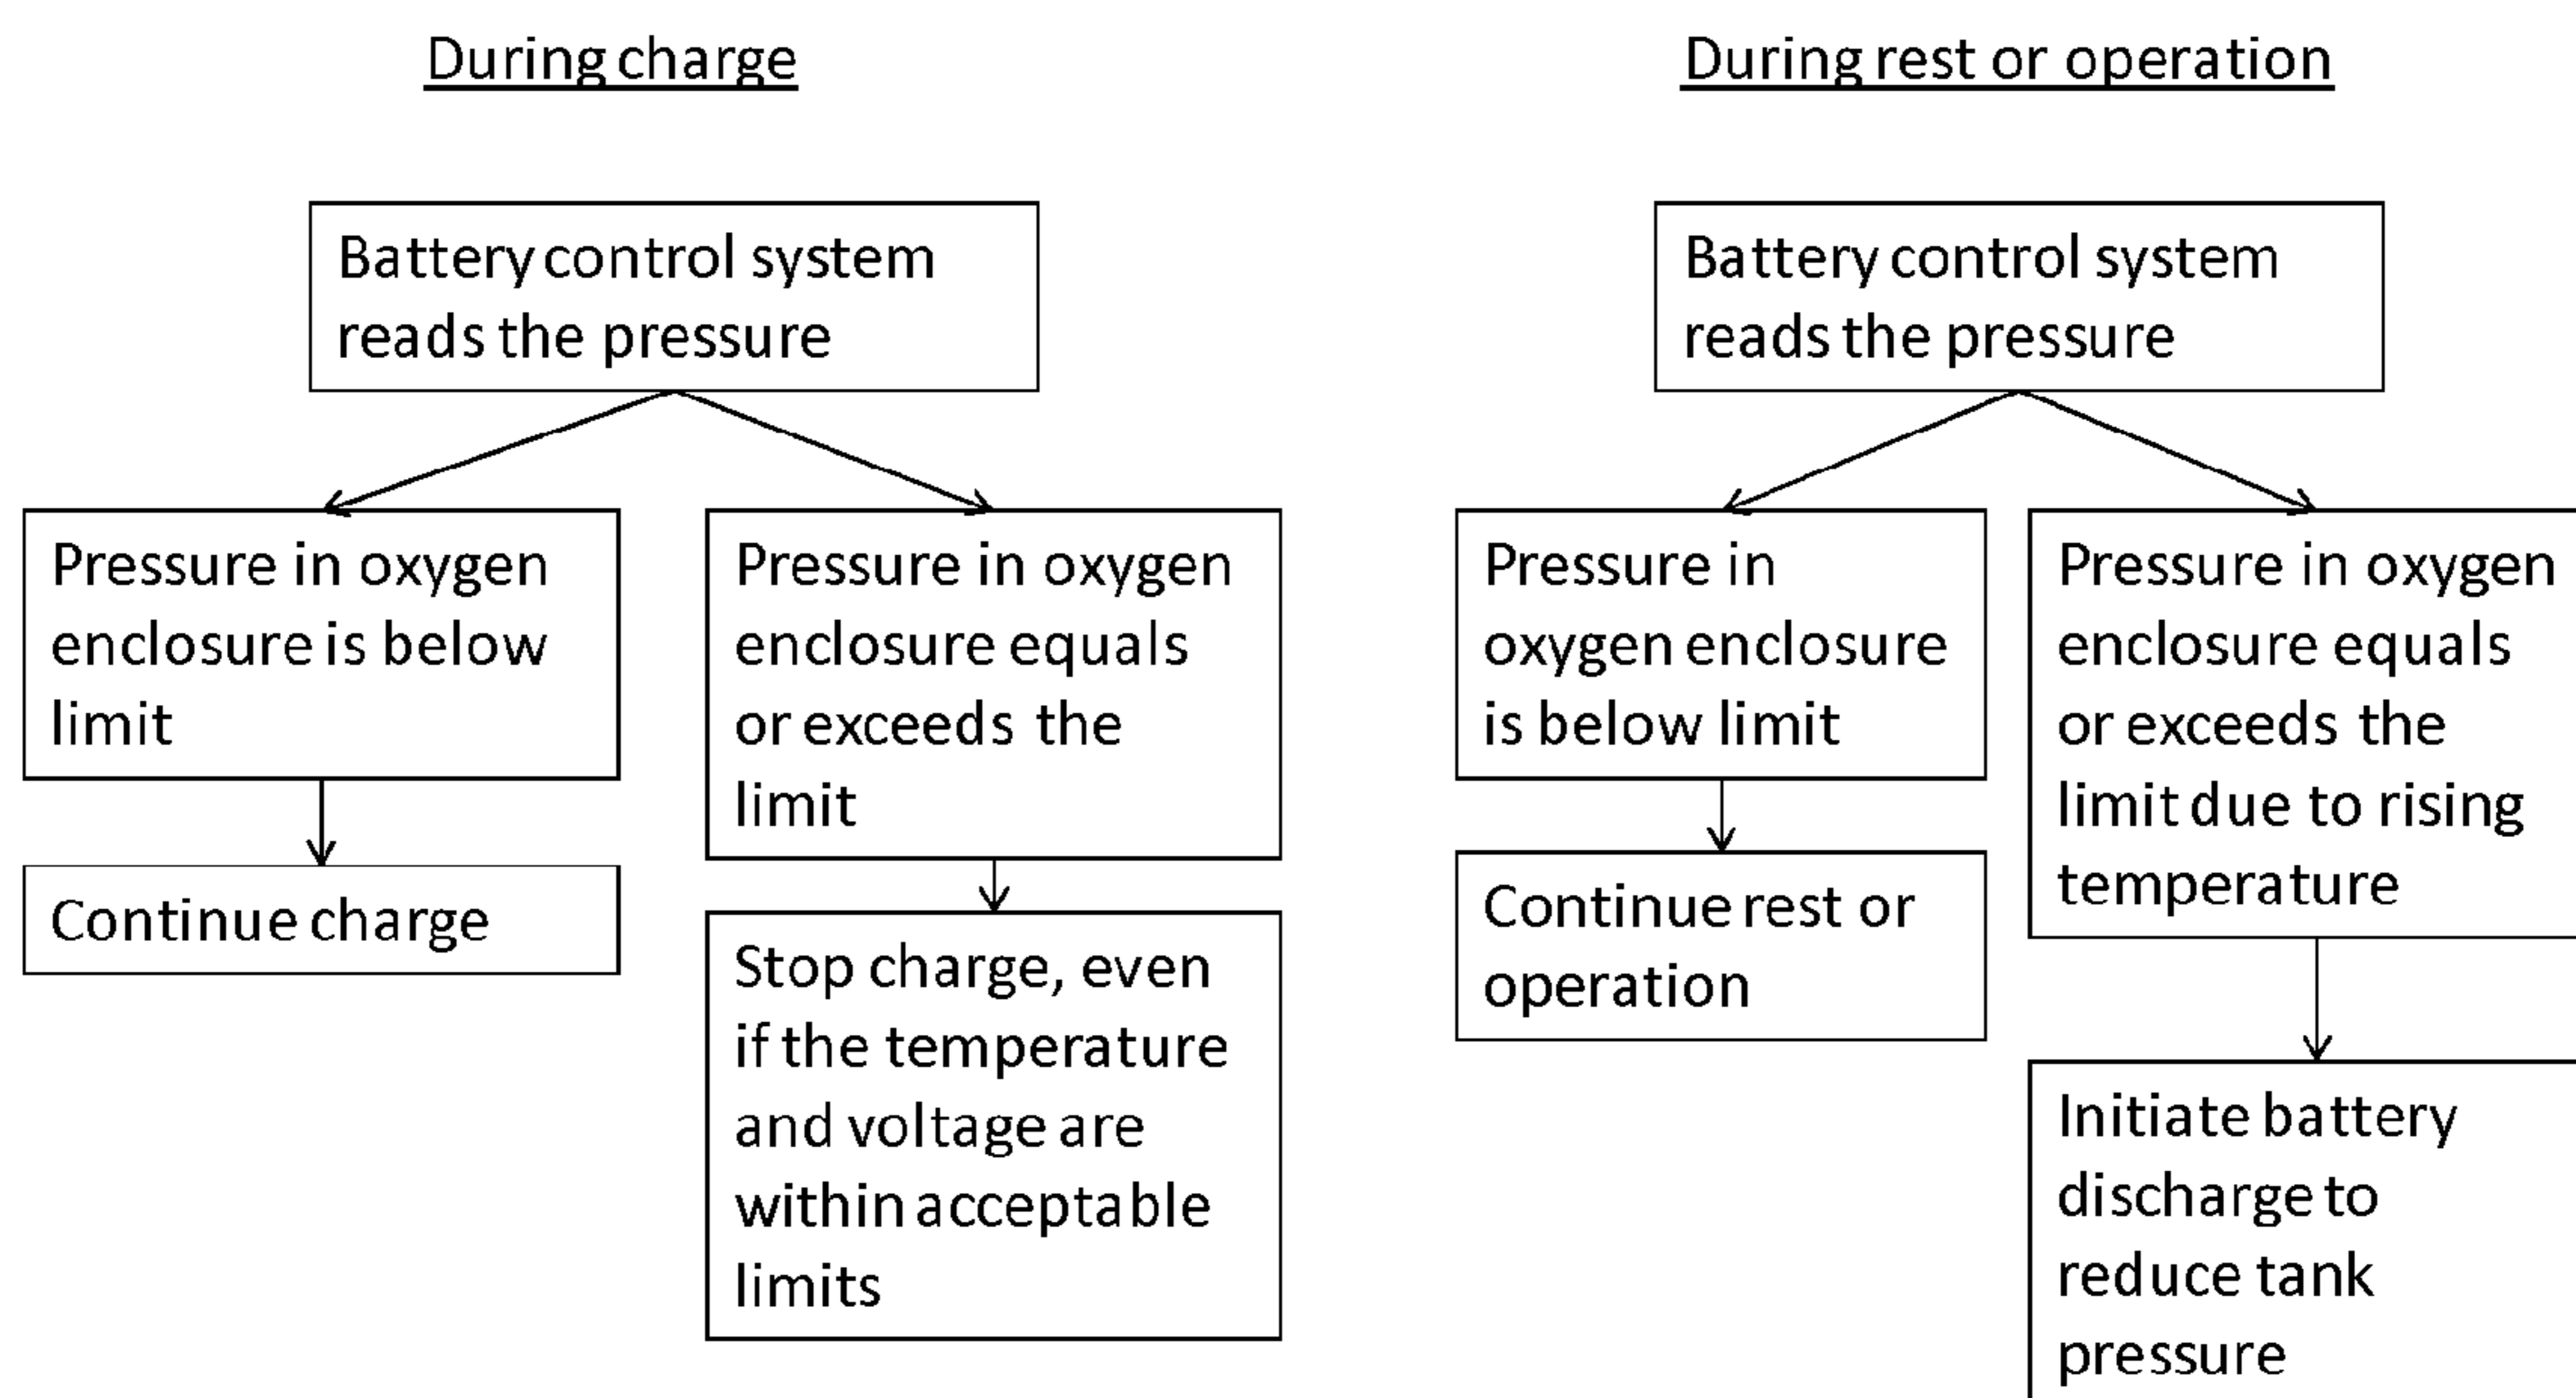 During charge
Battery control system
reads the pressure
Pressure in oxygen
enclosure is below
limit
Continue charge
Pressure in oxygen
enclosure equals
or exceeds the
limit
Stop charge, even
if the temperature
and voltage are
within acceptable
limits
During rest or operation
Battery control system
reads the pressure
Pressure in
oxygen enclosure
is below limit
Continue rest or
operation
Pressure in oxygen
enclosure equals
or exceeds the
limit due to rising
temperature
Initiate battery
discharge to
reduce tank
pressure